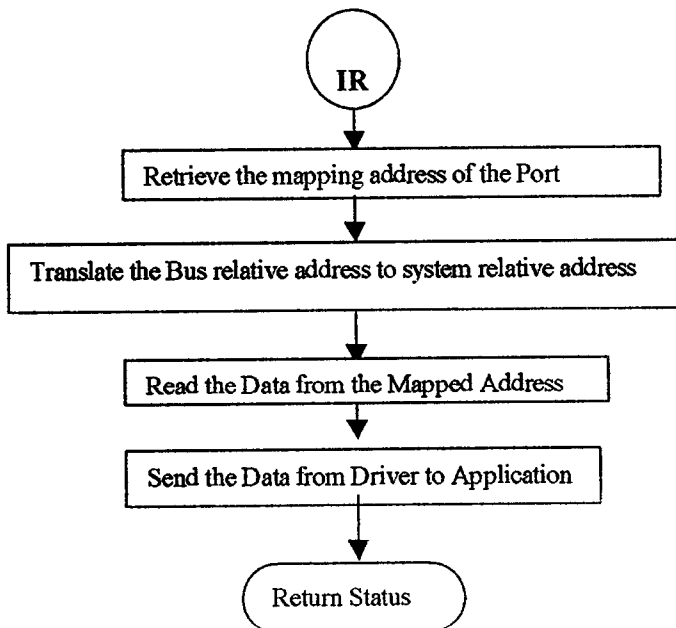 IR
Retrieve the mapping address of the Port
Translate the Bus relative address to system relative address
Read the Data from the Mapped Address
Send the Data from Driver to Application
Return Status